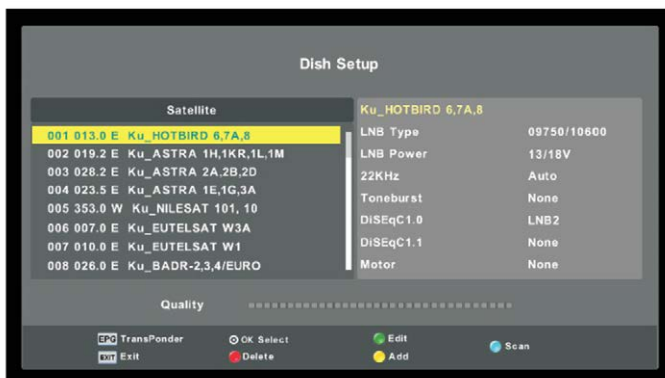 Dish Setup
Satellite
001 013.0 E Ku_HOTBIRD 6,7A,8
002 019.2 E Ku_ASTRA 1H,1KR,1L,1M
003 028.2 E Ku_ASTRA 2A,2B,2D
004 023.5 E Ku_ASTRA 1E,1G,3A
005 353.0 W Ku_NILESAT 101, 10
006 007.0 E Ku_EUTELSAT W3A
007 010.0 E Ku_EUTELSAT W1
008 026.0 E Ku_BADR-2,3,4/EURO
Ku_HOTBIRD 6,7A,8
LNB Type 09750/10600
LNB Power 13/18V
22KHz Auto
Toneburst None
DiSEqC1.0 LNB2
DiSEqC1.1 None
Motor None
Quality
EPG TransPonder OK Select Edit Scan
EXIT Exit Delete Add